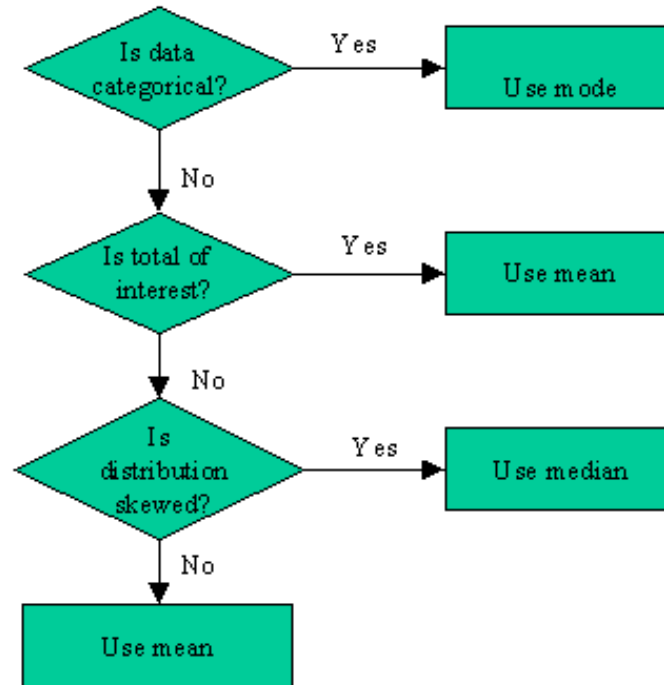 Is data
categorical?
Yes
Use mode
No
Is total of
interest?
Yes
Use mean
No
Is
distribution
skewed?
Yes
Use median
No
Use mean